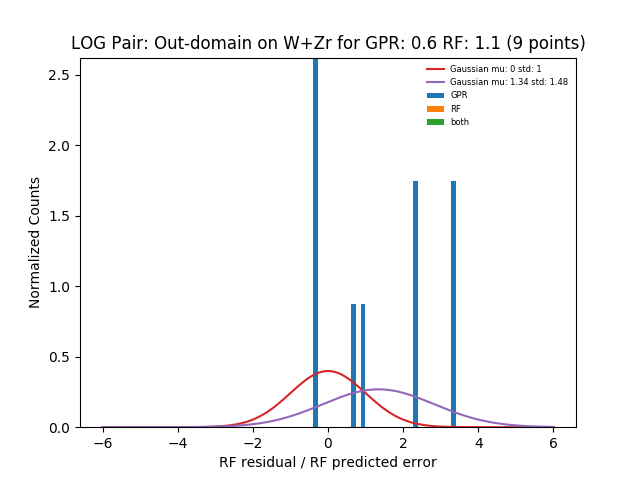 LOG Pair: Out-domain on W+Zr for GPR: 0.6 RF: 1.1 (9 points)
Gaussian mu: 0 std: 1
Gaussian mu: 1.34 std: 1.48
GPR
RF
both
2.5
2.0
1.5
1.0
0.5
0.0
Normalized Counts
−6 −4 −2 0 2 4 6
RF residual / RF predicted error